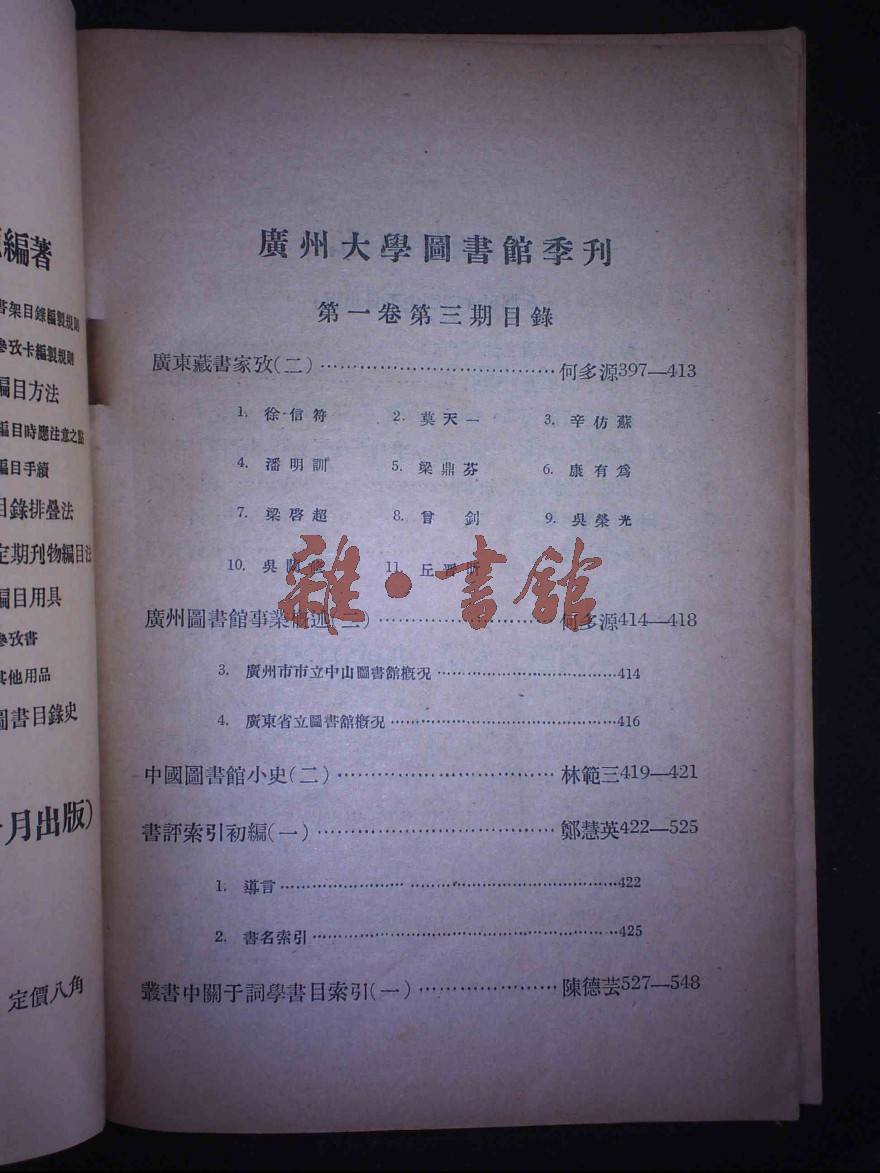 廣州大學圖書館季刊
第一卷第三期目錄
廣東藏書家攷(二)……………………………何多源397—413
1. 徐信符 2. 莫天一 3. 辛仿蘇
4. 潘明訓 5. 梁鼎芬 6. 康有爲
7. 梁啓超 8. 曾 釗 9. 吳榮光
10. 吳蘭修 11. 丘晋昕
廣州圖書館事業概述(二)……………………何多源414—418
3. 廣州市市立中山圖書館概况……………………414
4. 廣東省立圖書館概况……………………………416
中國圖書館小史(二)…………………………林範三419—421
書評索引初編(一)……………………………鄭慧英422—525
1. 導言………………………………………………422
2. 書名索引…………………………………………425
叢書中關于詞學書目索引(一)………………陳德芸527—548
雜·書館
編著
書架目錄編製規則
參攷卡編製規則
編目方法
編目時應注意之點
編目手續
目錄排疊法
定期刊物編目法
編目用具
參攷書
其他用品
圖書目錄史
月出版)
定價八角